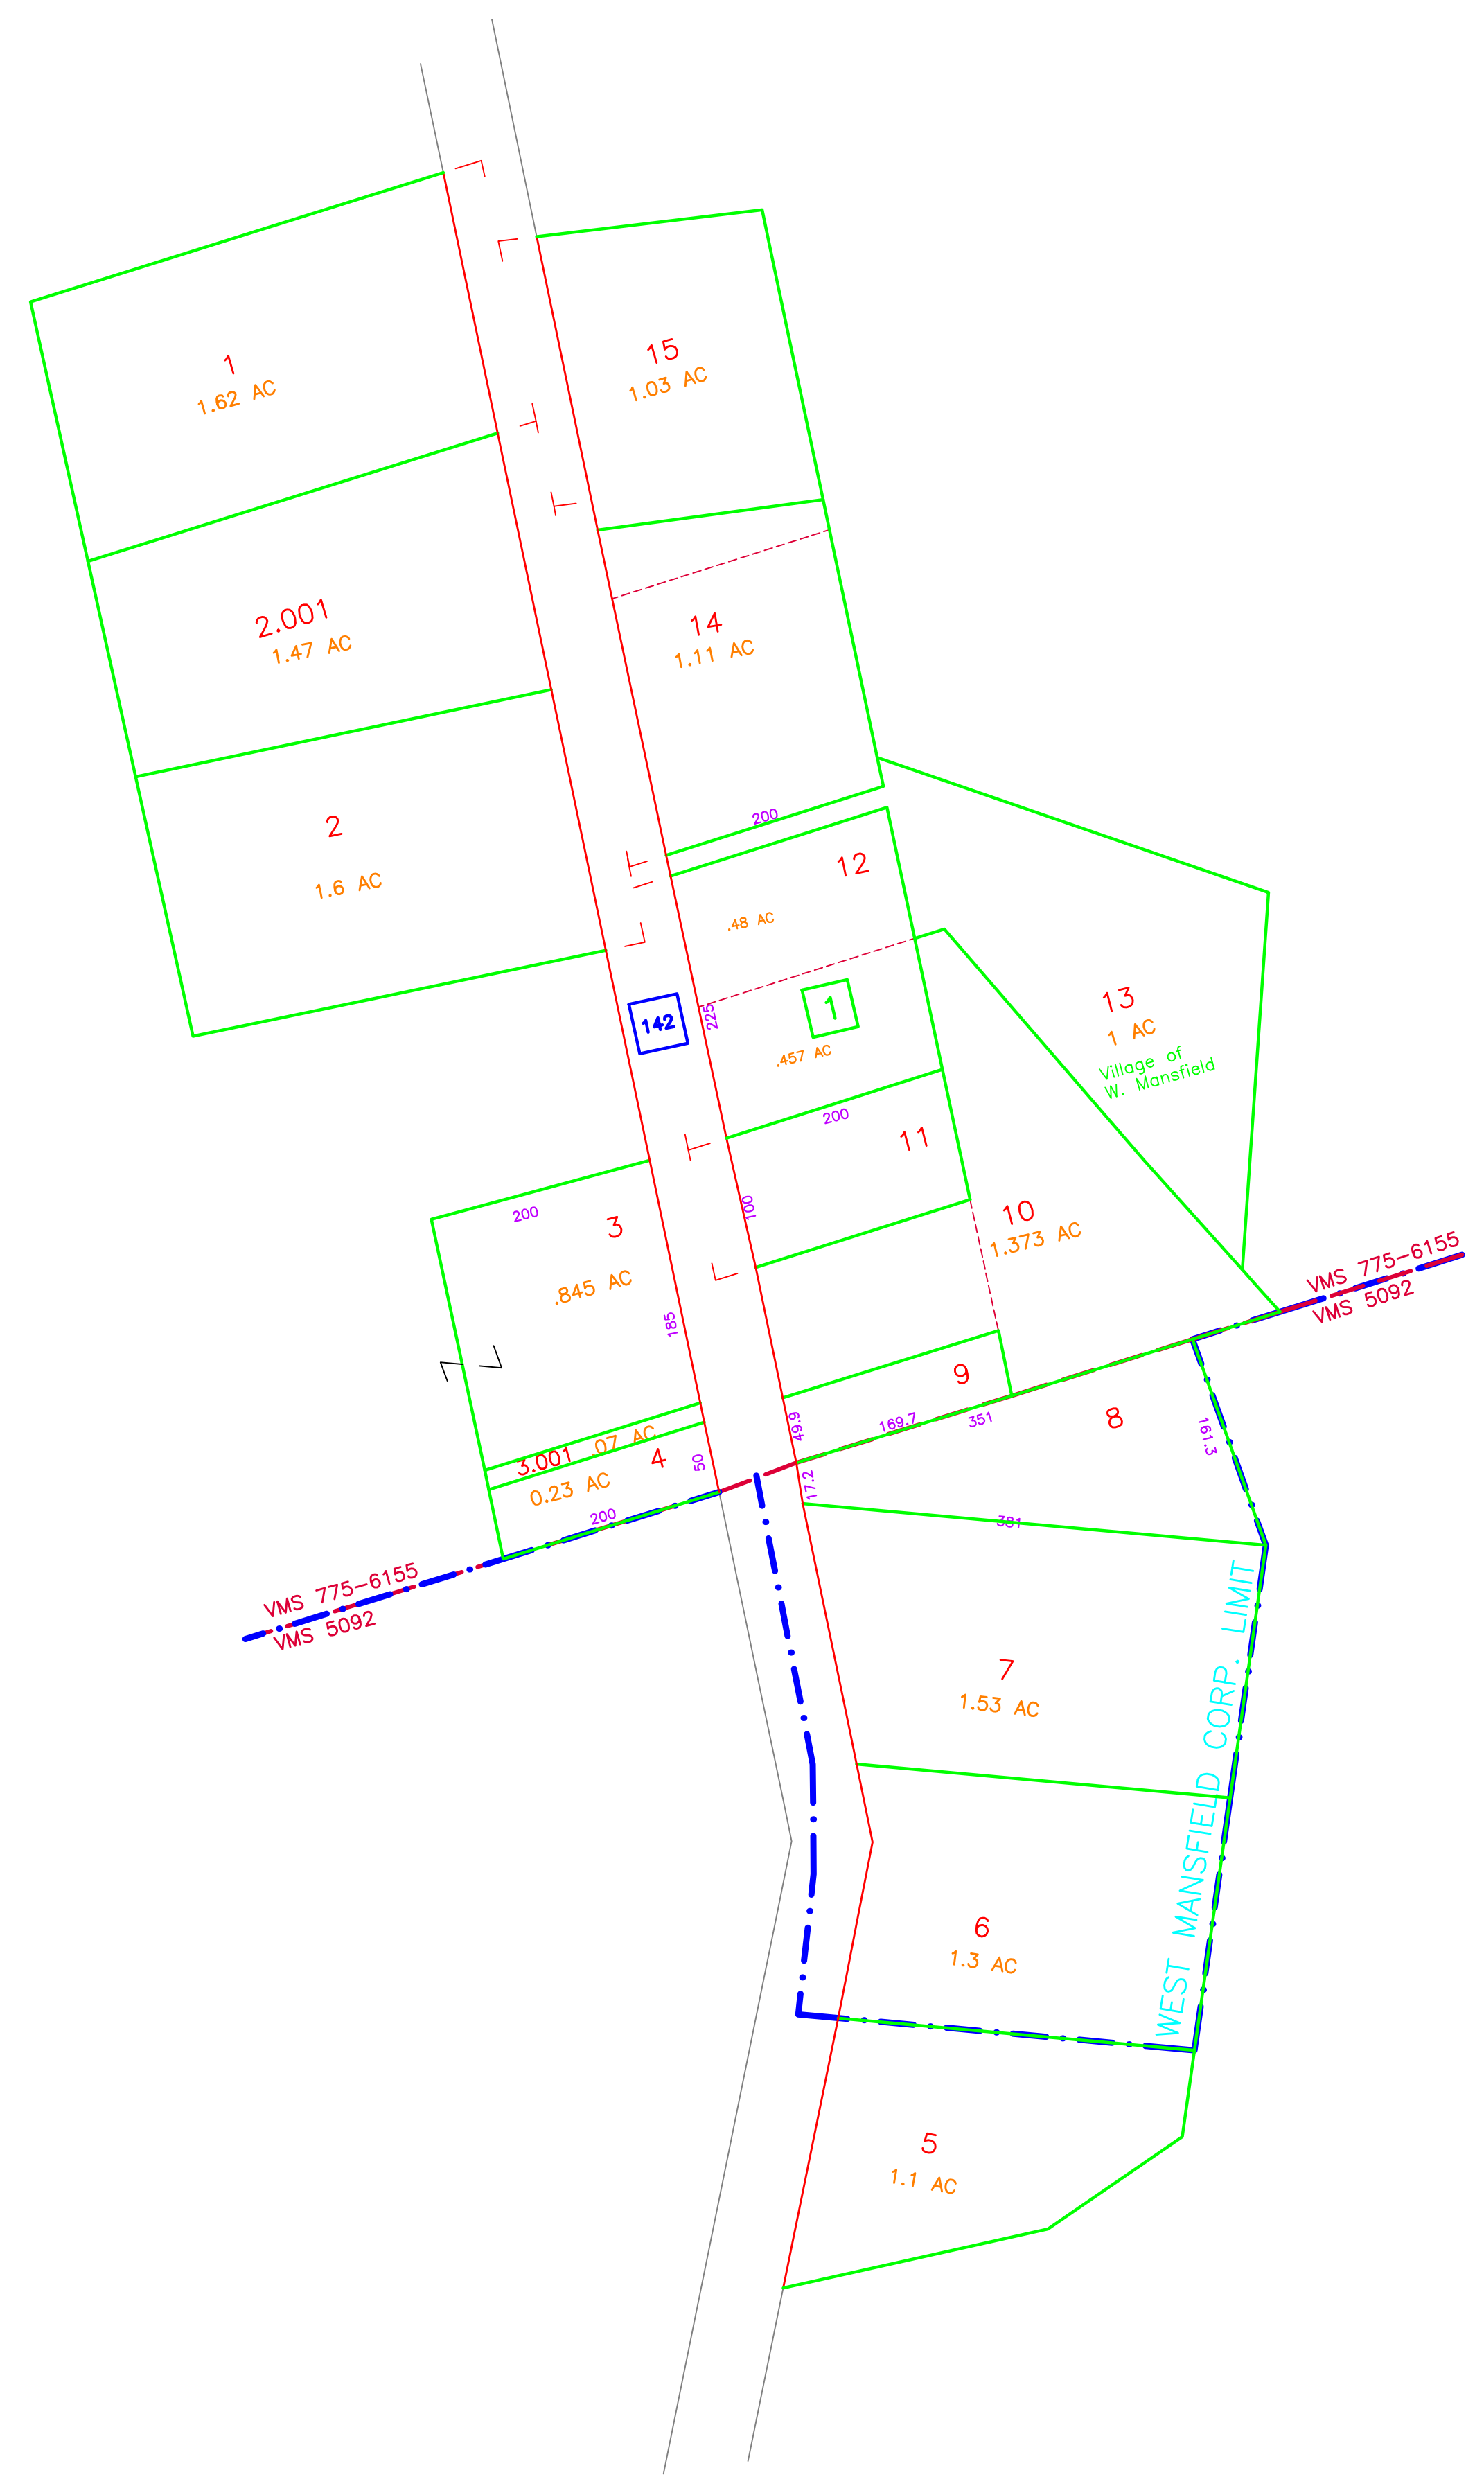 1
1.62 AC
15
1.03 AC
2.001
1.47 AC
14
1.11 AC
2
1.6 AC
200
12
.48 AC
142
225
1
.457 AC
13
1 AC
Village of
W. Mansfield
200
11
3
200
.845 AC
185
100
10
1.373 AC
VMS 775-6155
VMS 5092
9
49.9
169.7
351
8
161.3
3.001
.07 AC
4
0.23 AC
50
200
17.2
381
VMS 775-6155
VMS 5092
WEST MANSFIELD CORP. LIMIT
7
1.53 AC
6
1.3 AC
5
1.1 AC